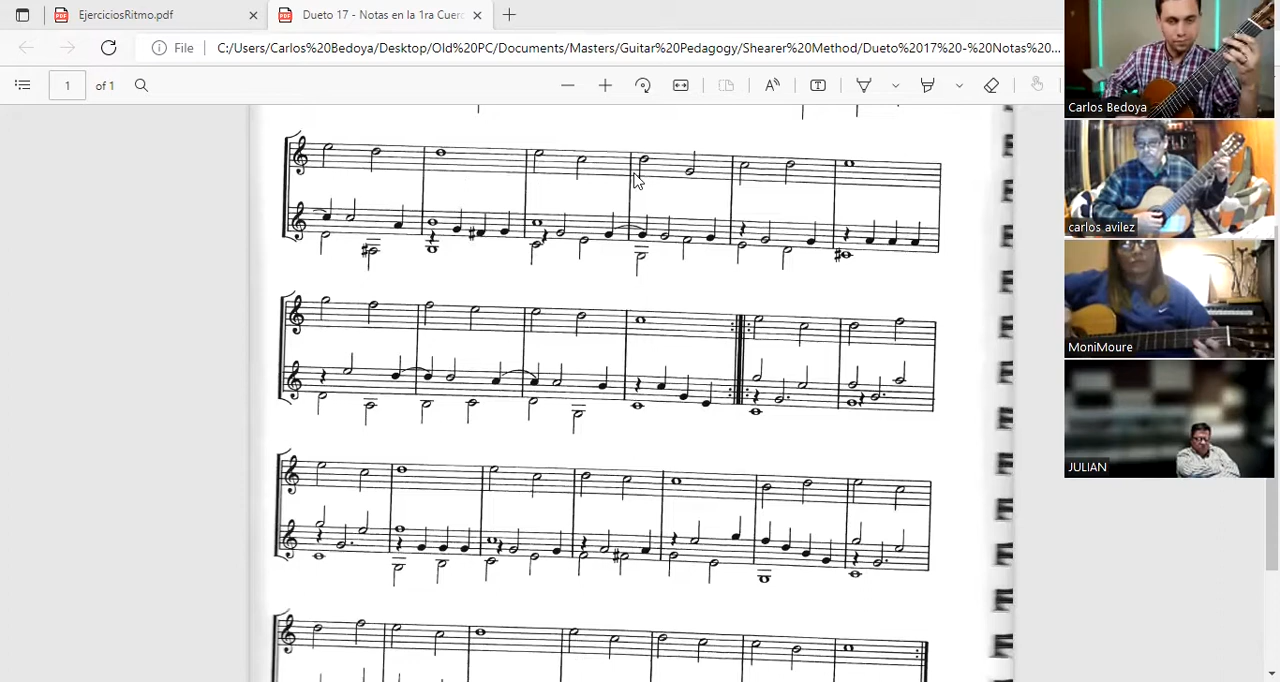 EjerciciosRitmo.pdf
Dueto 17 - Notas en la 1ra Cuer
File
C:/Users/Carlos%20Bedoya/Desktop/Old%20PC/Documents/Masters/Guitar%20Pedagogy/Shearer%20Method/Dueto%2017%20-%20Notas%20...
1 of 1
Carlos Bedoya
carlos avilez
MoniMoure
JULIAN